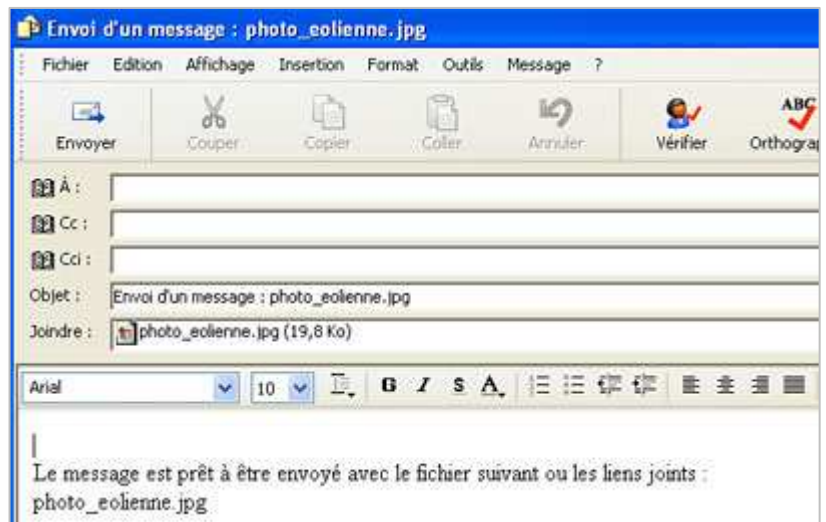 Envoi d'un message : photo_eolienne.jpg
Fichier Edition Affichage Insertion Format Outils Message ?
Envoyer Couper Copier Coller Annuler Vérifier Orthogra
ABC
À :
Cc :
Cci :
Objet : Envoi d'un message : photo_eolienne.jpg
Joindre : photo_eolienne.jpg (19,8 Ko)
Arial 10 G I S A
Le message est prêt à être envoyé avec le fichier suivant ou les liens joints :
photo_eolienne.jpg